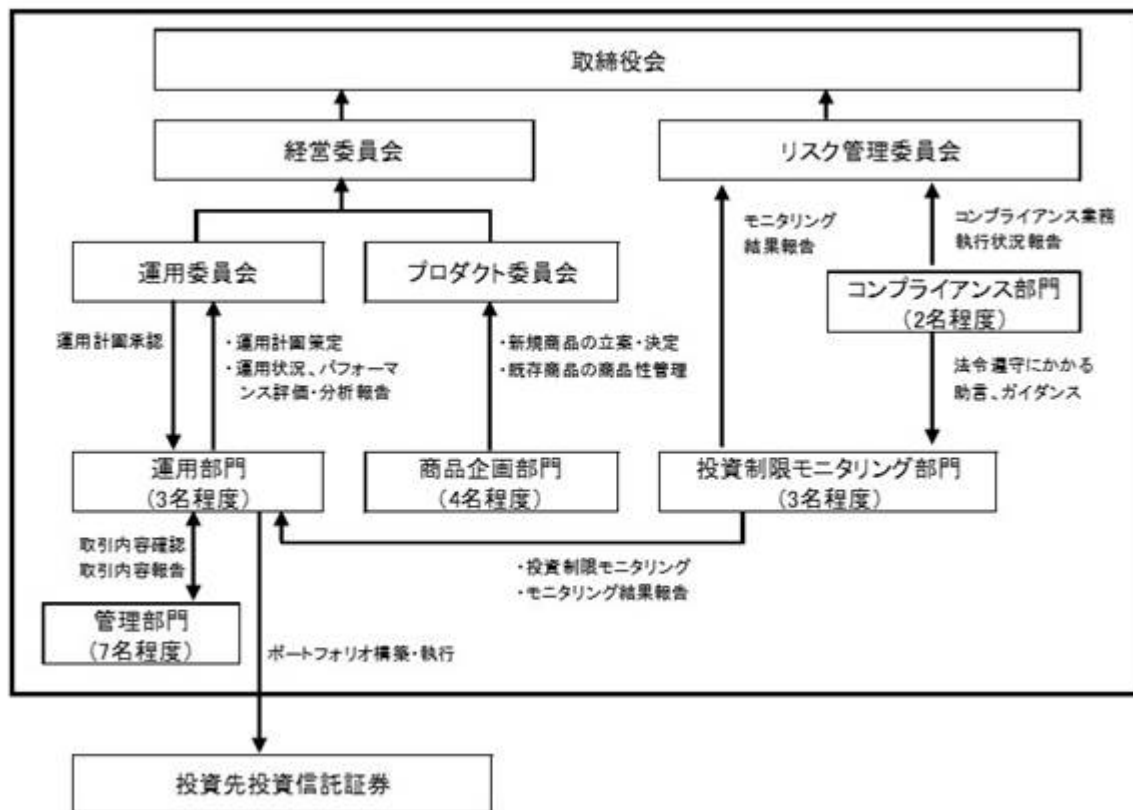 取締役会
経営委員会
リスク管理委員会
モニタリング
結果報告
コンプライアンス業務
執行状況報告
運用委員会
プロダクト委員会
コンプライアンス部門
(2名程度)
運用計画承認
・運用計画策定
・運用状況、パフォーマ
ンス評価・分析報告
・新規商品の立案・決定
・既存商品の商品性管理
法令遵守にかかる
助言、ガイダンス
運用部門
(3名程度)
商品企画部門
(4名程度)
投資制限モニタリング部門
(3名程度)
取引内容確認
取引内容報告
・投資制限モニタリング
・モニタリング結果報告
管理部門
(7名程度)
ポートフォリオ構築・執行
投資先投資信託証券